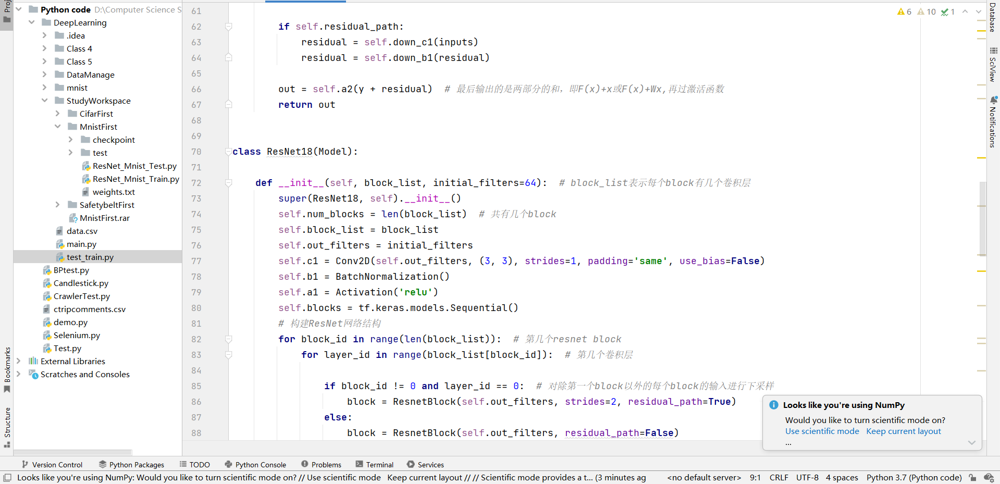 Proj
Python code D:\Computer Science S
DeepLearning
.idea
Class 4
Class 5
DataManage
mnist
StudyWorkspace
CifarFirst
MnistFirst
checkpoint
test
ResNet_Mnist_Test.py
ResNet_Mnist_Train.py
weights.txt
SafetybeltFirst
MnistFirst.rar
data.csv
main.py
test_train.py
BPtest.py
Candlestick.py
CrawlerTest.py
ctripcomments.csv
demo.py
Selenium.py
Test.py
External Libraries
Scratches and Consoles
Bookmarks
Structure
6 10 1
61
62 if self.residual_path:
63 residual = self.down_c1(inputs)
64 residual = self.down_b1(residual)
65
66 out = self.a2(y + residual)  # 最后输出的是两部分的和，即F(x)+x或F(x)+Wx,再过激活函数
67 return out
68
69
70 class ResNet18(Model):
71
72 def __init__(self, block_list, initial_filters=64):  # block_list表示每个block有几个卷积层
73 super(ResNet18, self).__init__()
74 self.num_blocks = len(block_list)  # 共有几个block
75 self.block_list = block_list
76 self.out_filters = initial_filters
77 self.c1 = Conv2D(self.out_filters, (3, 3), strides=1, padding='same', use_bias=False)
78 self.b1 = BatchNormalization()
79 self.a1 = Activation('relu')
80 self.blocks = tf.keras.models.Sequential()
81 # 构建ResNet网络结构
82 for block_id in range(len(block_list)):  # 第几个resnet block
83 for layer_id in range(block_list[block_id]):  # 第几个卷积层
84
85 if block_id != 0 and layer_id == 0:  # 对除第一个block以外的每个block的输入进行下采样
86 block = ResnetBlock(self.out_filters, strides=2, residual_path=True)
87 else:
88 block = ResnetBlock(self.out_filters, residual_path=False)
Database
SciView
Notifications
Looks like you're using NumPy
Would you like to turn scientific mode on?
Use scientific mode Keep current layout
...
Version Control Python Packages TODO Python Console Problems Terminal Services
Looks like you're using NumPy: Would you like to turn scientific mode on? // Use scientific mode Keep current layout // // Scientific mode provides a t... (3 minutes ag <no default server> 9:1 CRLF UTF-8 4 spaces Python 3.7 (Python code)